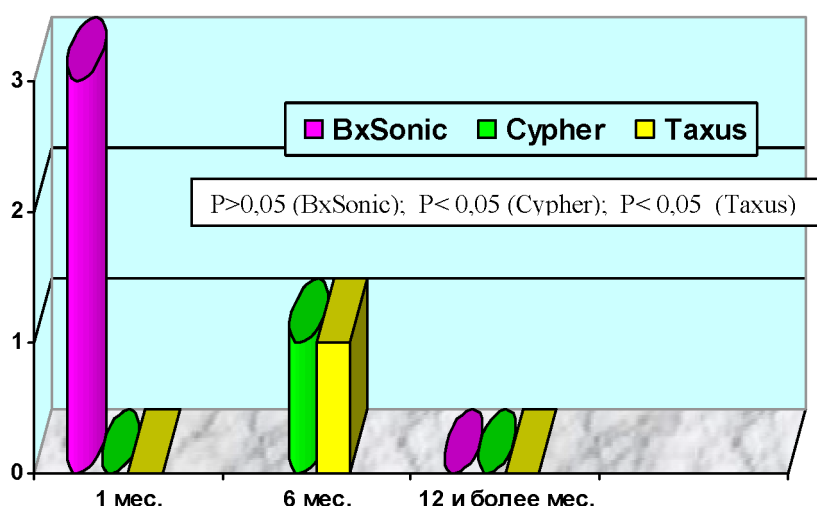 3
BxSonic Cypher Taxus
P>0,05 (BxSonic); P< 0,05 (Cypher); P< 0,05 (Taxus)
2
1
0
1 мес. 6 мес. 12 и более мес.